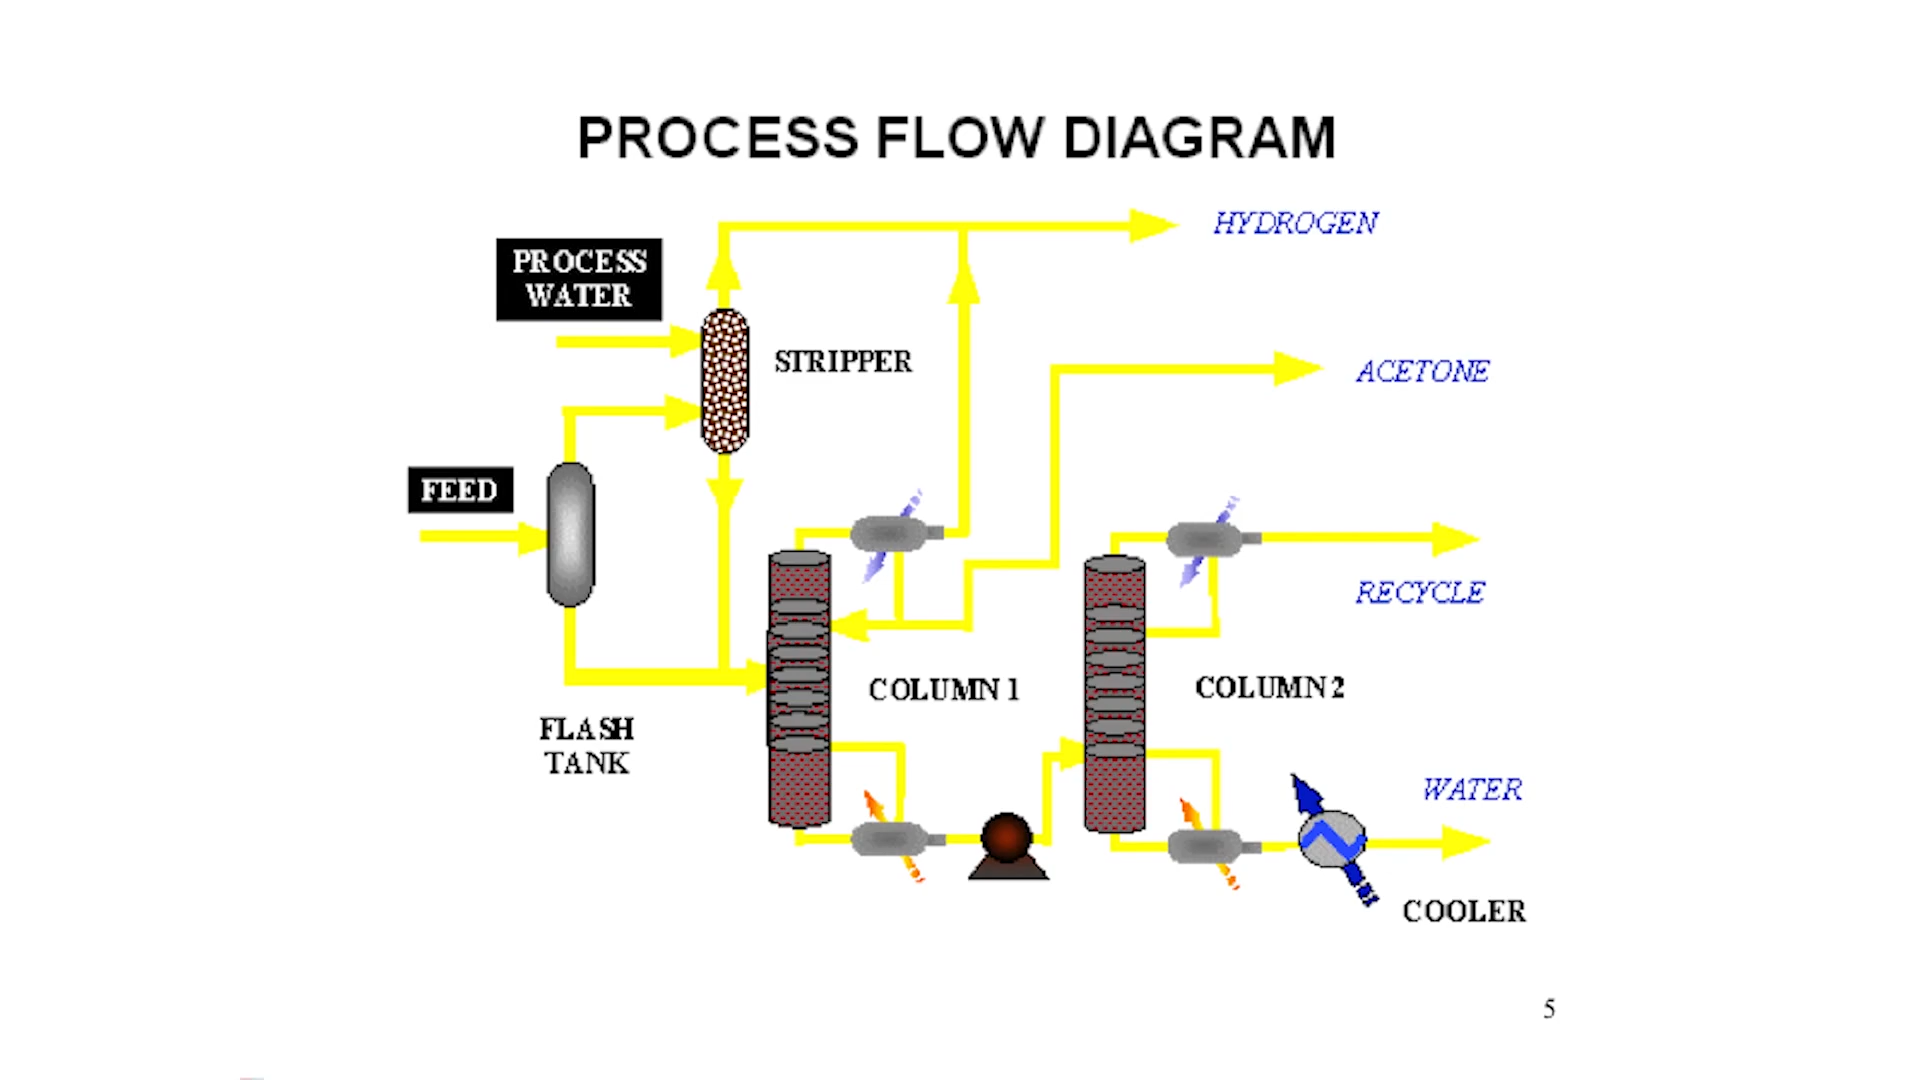 PROCESS FLOW DIAGRAM
HYDROGEN
PROCESS
WATER
STRIPPER
ACETONE
FEED
RECYCLE
COLUMN 1
COLUMN 2
FLASH
TANK
WATER
COOLER
5